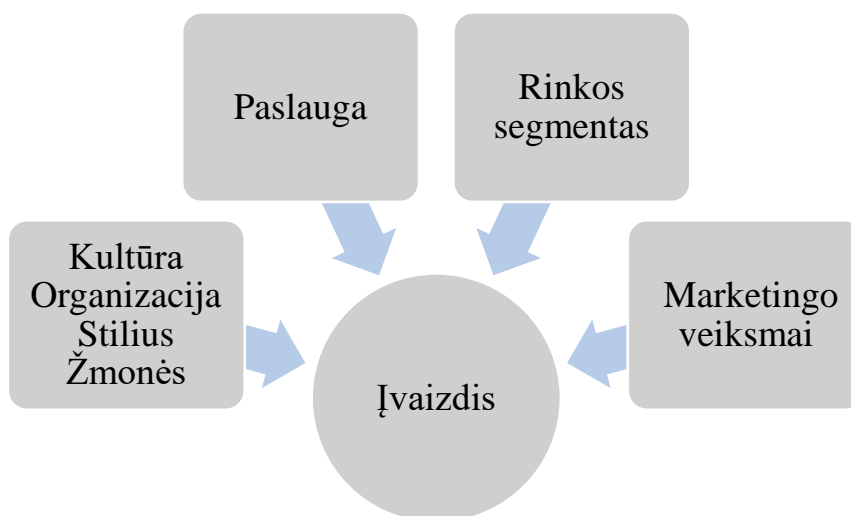 Paslauga
Rinkos
segmentas
Kultūra
Organizacija
Stilius
Žmonės
Marketingo
veiksmai
Įvaizdis